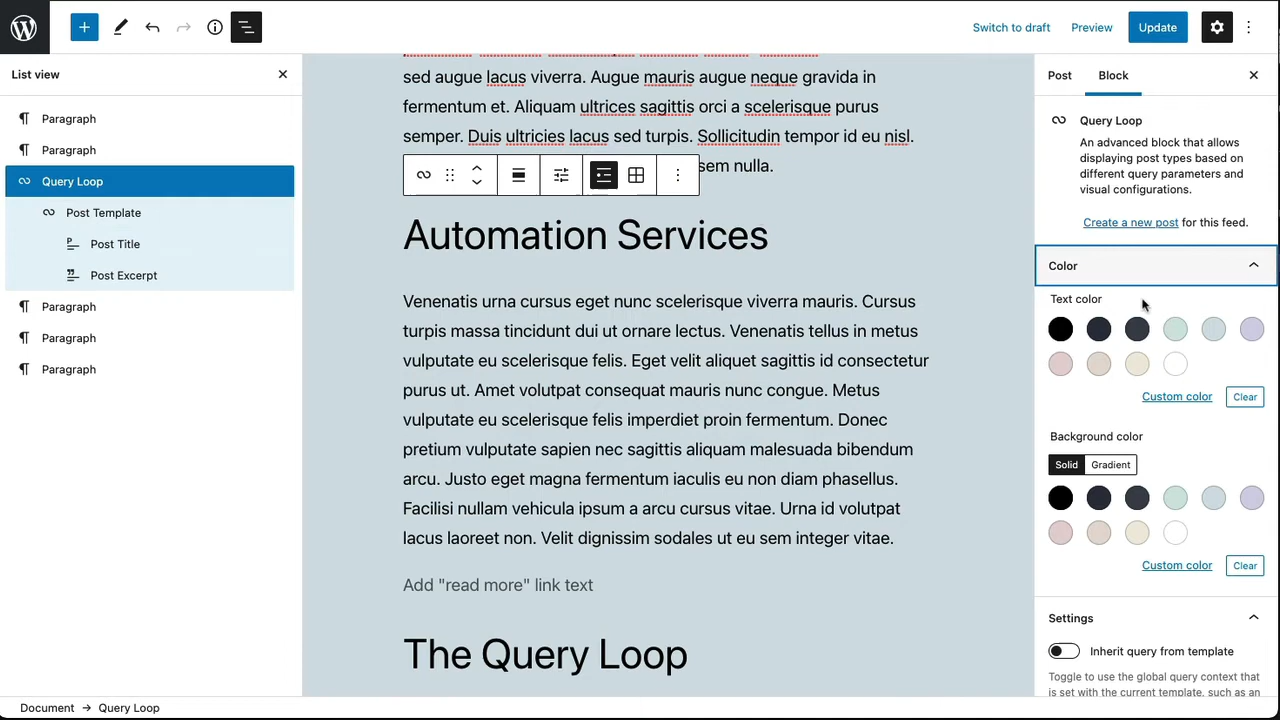 Switch to draft
Preview
Update
List view
Paragraph
Paragraph
Query Loop
Post Template
Post Title
Post Excerpt
Paragraph
Paragraph
Paragraph
sed augue lacus viverra. Augue mauris augue neque gravida in
fermentum et. Aliquam ultrices sagittis orci a scelerisque purus
semper. Duis ultricies lacus sed turpis. Sollicitudin tempor id eu nisl.
sem nulla.
Automation Services
Venenatis urna cursus eget nunc scelerisque viverra mauris. Cursus
turpis massa tincidunt dui ut ornare lectus. Venenatis tellus in metus
vulputate eu scelerisque felis. Eget velit aliquet sagittis id consectetur
purus ut. Amet volutpat consequat mauris nunc congue. Metus
vulputate eu scelerisque felis imperdiet proin fermentum. Donec
pretium vulputate sapien nec sagittis aliquam malesuada bibendum
arcu. Justo eget magna fermentum iaculis eu non diam phasellus.
Facilisi nullam vehicula ipsum a arcu cursus vitae. Urna id volutpat
lacus laoreet non. Velit dignissim sodales ut eu sem integer vitae.
Add "read more" link text
The Query Loop
Post
Block
Query Loop
An advanced block that allows
displaying post types based on
different query parameters and
visual configurations.
Create a new post for this feed.
Color
Text color
Custom color
Clear
Background color
Solid
Gradient
Custom color
Clear
Settings
Inherit query from template
Toggle to use the global query context that
is set with the current template, such as an
Document → Query Loop